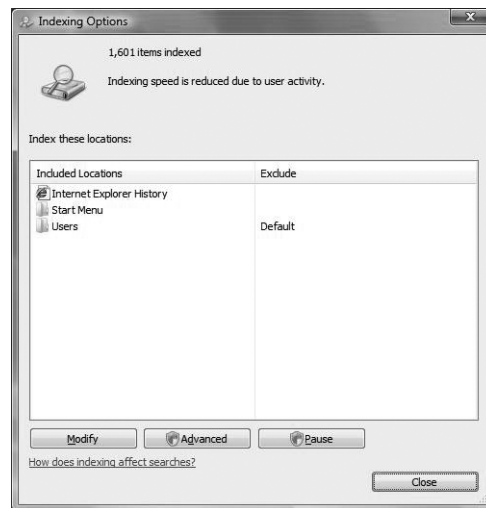 Indexing Options
1,601 items indexed
Indexing speed is reduced due to user activity.
Index these locations:
Included Locations Exclude
Internet Explorer History
Start Menu
Users Default
Modify Advanced Pause
How does indexing affect searches?
Close